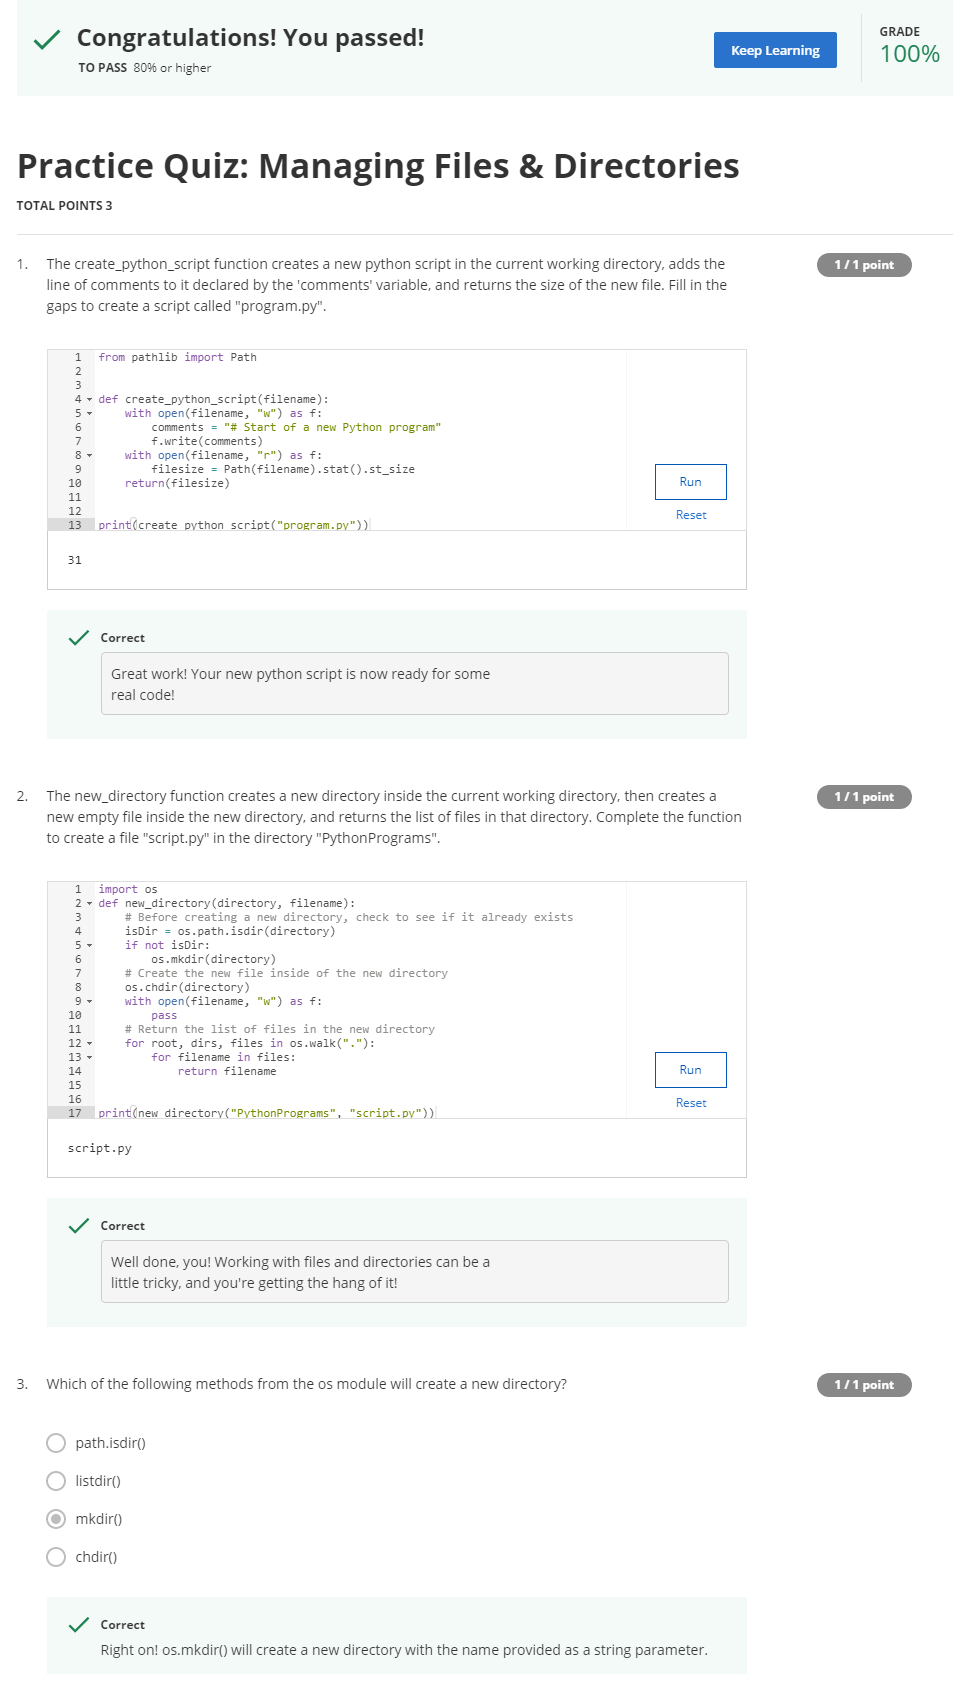 Congratulations! You passed!
TO PASS 80% or higher
Keep Learning
GRADE
100%
Practice Quiz: Managing Files & Directories
TOTAL POINTS 3
1. The create_python_script function creates a new python script in the current working directory, adds the
line of comments to it declared by the 'comments' variable, and returns the size of the new file. Fill in the
gaps to create a script called "program.py".
1 / 1 point
1 from pathlib import Path
2
3
4 def create_python_script(filename):
5     with open(filename, "w") as f:
6         comments = "# Start of a new Python program"
7         f.write(comments)
8     with open(filename, "r") as f:
9         filesize = Path(filename).stat().st_size
10     return(filesize)
11
12
13 print(create_python_script("program.py"))
Run
Reset
31
Correct
Great work! Your new python script is now ready for some
real code!
2. The new_directory function creates a new directory inside the current working directory, then creates a
new empty file inside the new directory, and returns the list of files in that directory. Complete the function
to create a file "script.py" in the directory "PythonPrograms".
1 / 1 point
1 import os
2 def new_directory(directory, filename):
3     # Before creating a new directory, check to see if it already exists
4     isDir = os.path.isdir(directory)
5     if not isDir:
6         os.mkdir(directory)
7     # Create the new file inside of the new directory
8     os.chdir(directory)
9     with open(filename, "w") as f:
10         pass
11     # Return the list of files in the new directory
12     for root, dirs, files in os.walk("."):
13         for filename in files:
14             return filename
15
16
17 print(new_directory("PythonPrograms", "script.py"))
Run
Reset
script.py
Correct
Well done, you! Working with files and directories can be a
little tricky, and you're getting the hang of it!
3. Which of the following methods from the os module will create a new directory?
1 / 1 point
path.isdir()
listdir()
mkdir()
chdir()
Correct
Right on! os.mkdir() will create a new directory with the name provided as a string parameter.